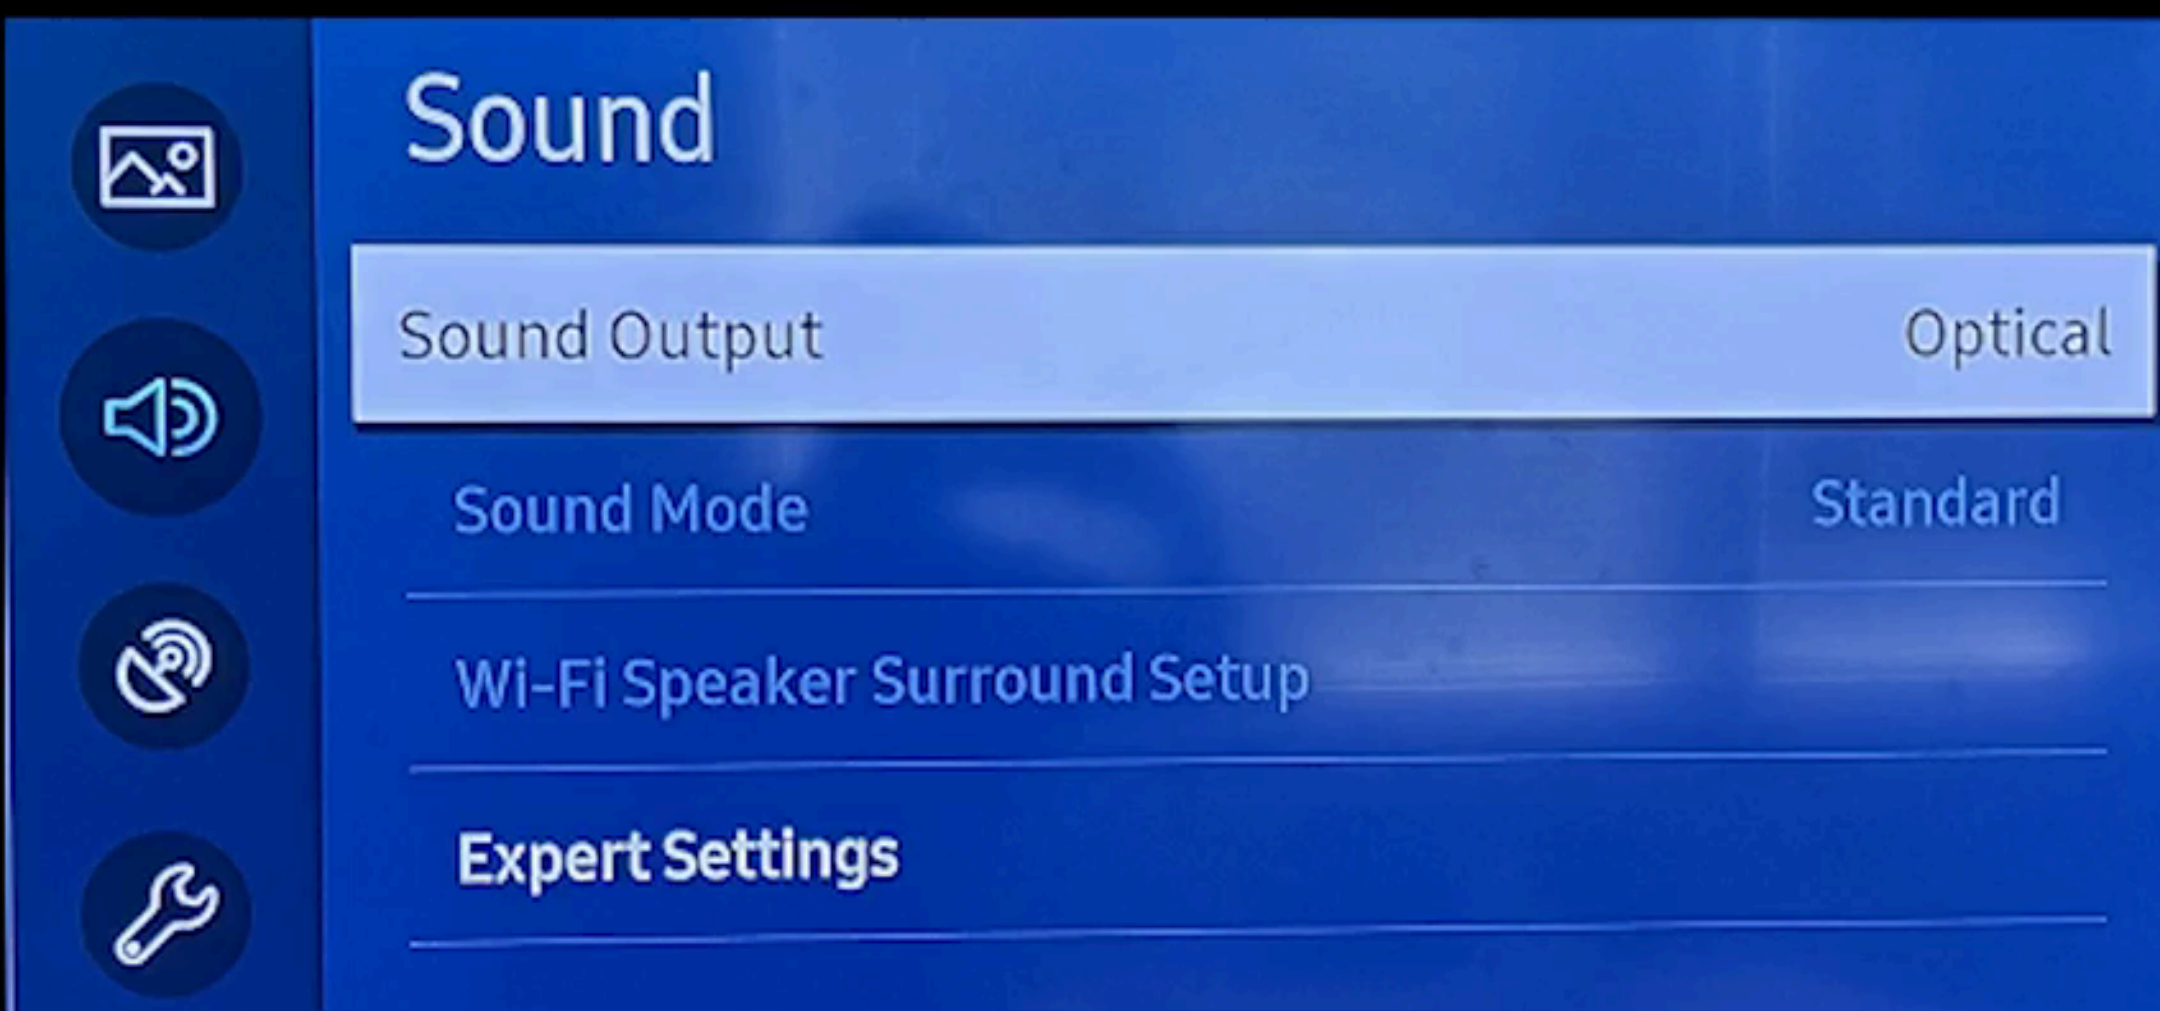 Sound
Sound Output Optical
Sound Mode Standard
Wi-Fi Speaker Surround Setup
Expert Settings